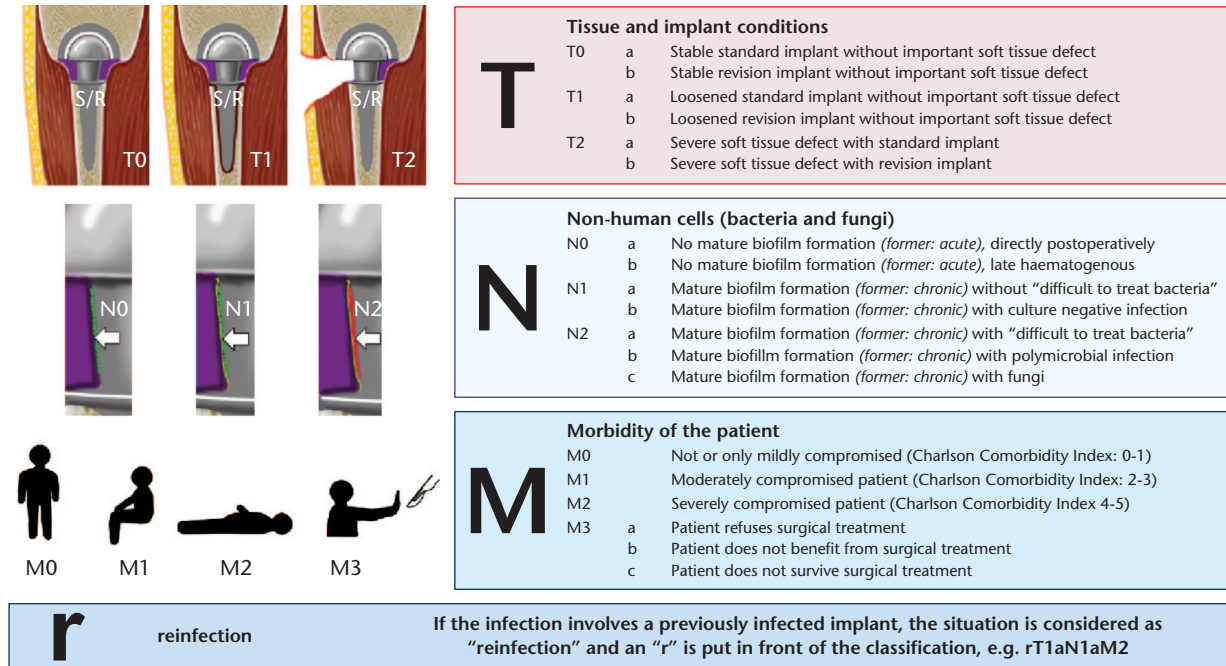 S/R
T0
S/R
T1
S/R
T2
T
Tissue and implant conditions
T0 a Stable standard implant without important soft tissue defect
b Stable revision implant without important soft tissue defect
T1 a Loosened standard implant without important soft tissue defect
b Loosened revision implant without important soft tissue defect
T2 a Severe soft tissue defect with standard implant
b Severe soft tissue defect with revision implant
N0
N1
N2
N
Non-human cells (bacteria and fungi)
N0 a No mature biofilm formation (former: acute), directly postoperatively
b No mature biofilm formation (former: acute), late haematogenous
N1 a Mature biofilm formation (former: chronic) without “difficult to treat bacteria”
b Mature biofilm formation (former: chronic) with culture negative infection
N2 a Mature biofilm formation (former: chronic) with “difficult to treat bacteria”
b Mature biofillm formation (former: chronic) with polymicrobial infection
c Mature biofilm formation (former: chronic) with fungi
M0 M1 M2 M3
M
Morbidity of the patient
M0 Not or only mildly compromised (Charlson Comorbidity Index: 0-1)
M1 Moderately compromised patient (Charlson Comorbidity Index: 2-3)
M2 Severely compromised patient (Charlson Comorbidity Index 4-5)
M3 a Patient refuses surgical treatment
b Patient does not benefit from surgical treatment
c Patient does not survive surgical treatment
r
reinfection
If the infection involves a previously infected implant, the situation is considered as
“reinfection” and an “r” is put in front of the classification, e.g. rT1aN1aM2